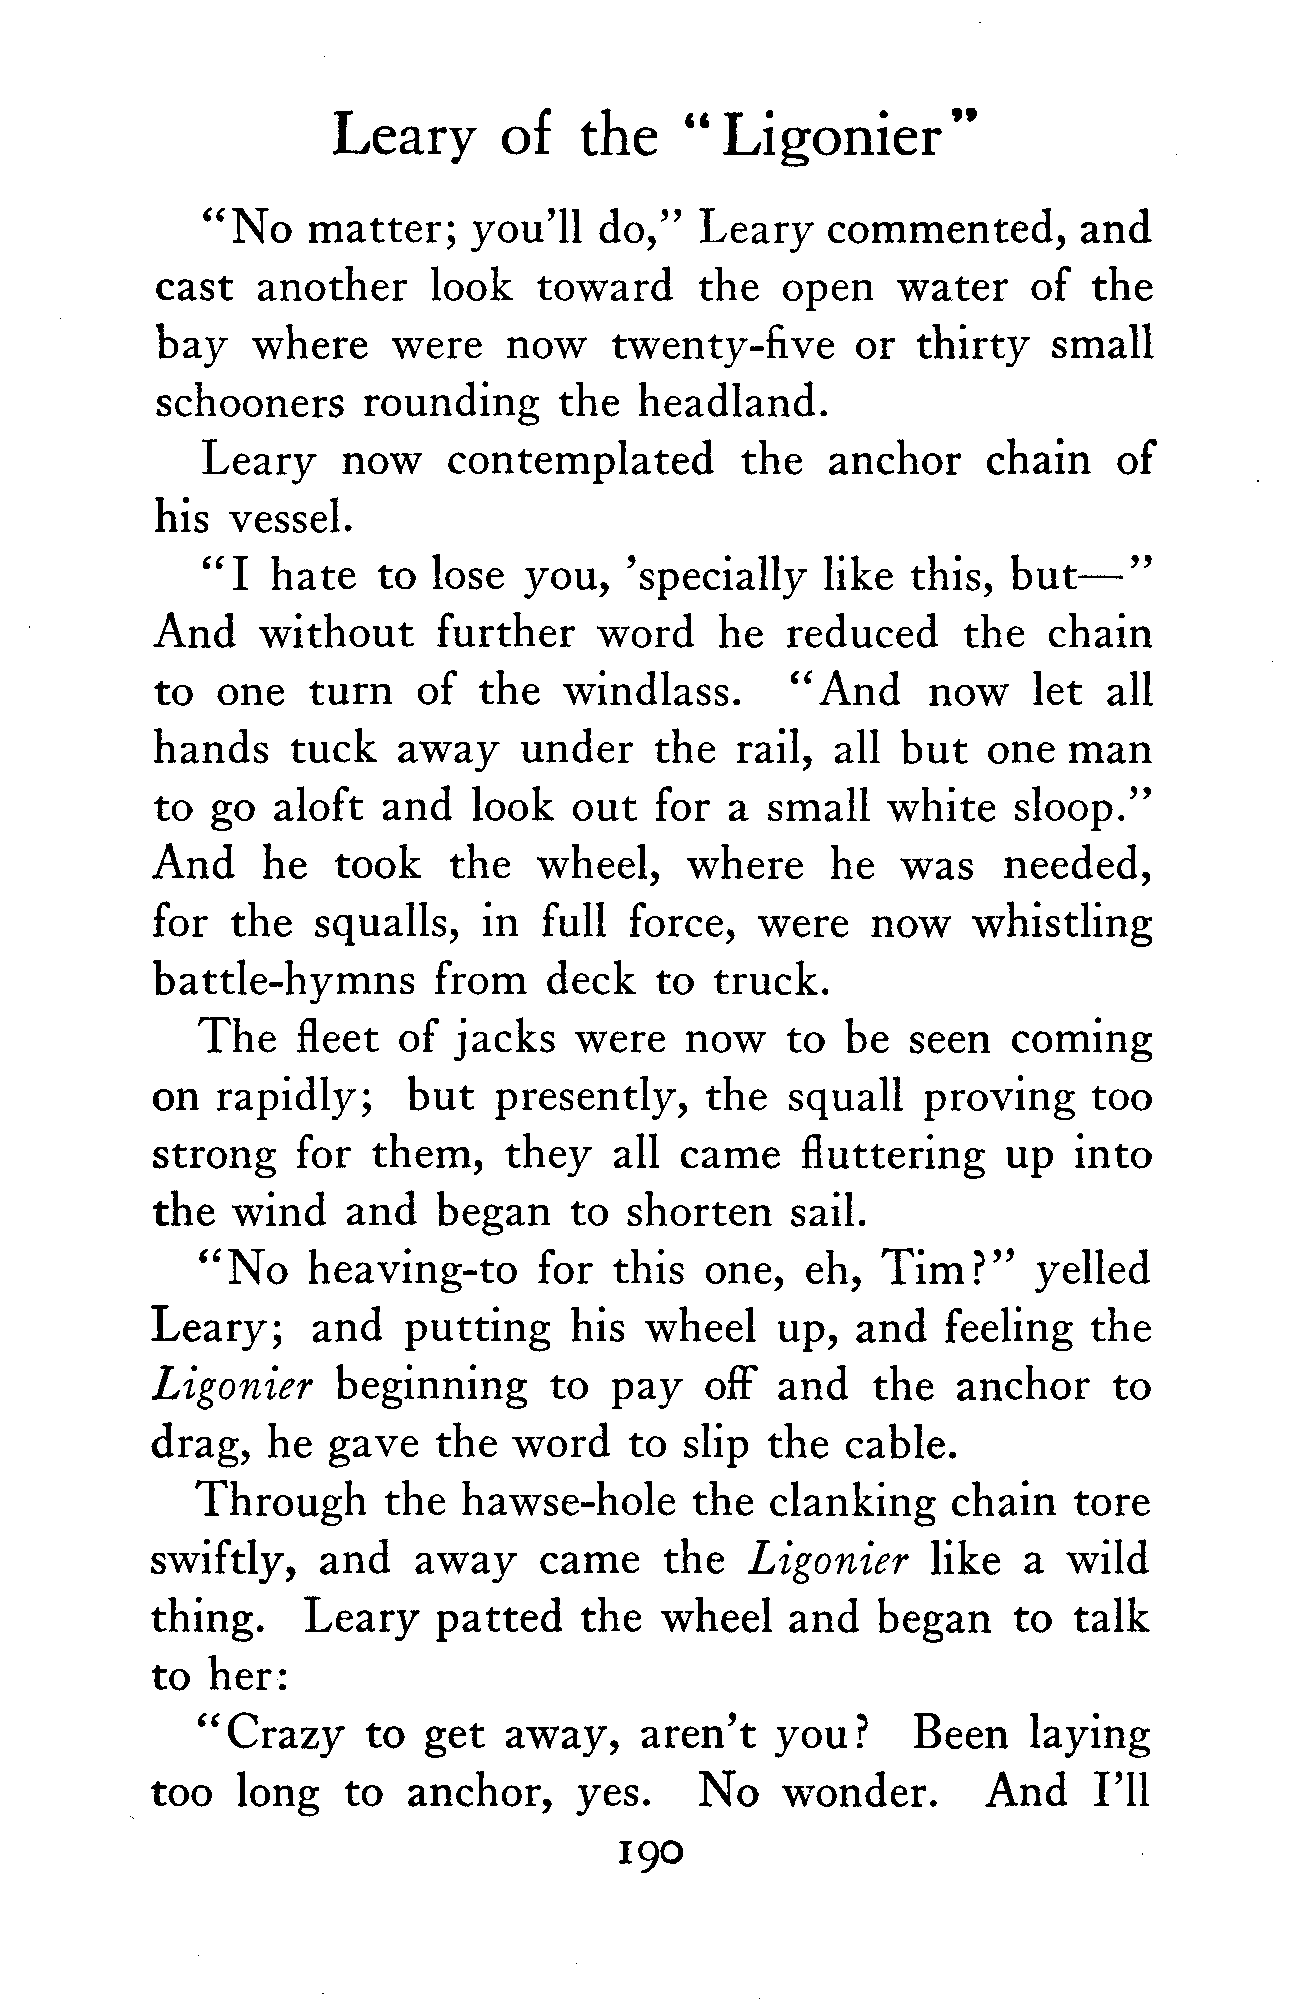 Leary of the "Ligonier"
"No matter; you'll do," Leary commented, and
cast another look toward the open water of the
bay where were now twenty-five or thirty small
schooners rounding the headland.
Leary now contemplated the anchor chain of
his vessel.
"I hate to lose you, 'specially like this, but—"
And without further word he reduced the chain
to one turn of the windlass. "And now let all
hands tuck away under the rail, all but one man
to go aloft and look out for a small white sloop."
And he took the wheel, where he was needed,
for the squalls, in full force, were now whistling
battle-hymns from deck to truck.
The fleet of jacks were now to be seen coming
on rapidly; but presently, the squall proving too
strong for them, they all came fluttering up into
the wind and began to shorten sail.
"No heaving-to for this one, eh, Tim?" yelled
Leary; and putting his wheel up, and feeling the
Ligonier beginning to pay off and the anchor to
drag, he gave the word to slip the cable.
Through the hawse-hole the clanking chain tore
swiftly, and away came the Ligonier like a wild
thing. Leary patted the wheel and began to talk
to her:
"Crazy to get away, aren't you? Been laying
too long to anchor, yes. No wonder. And I'll
190